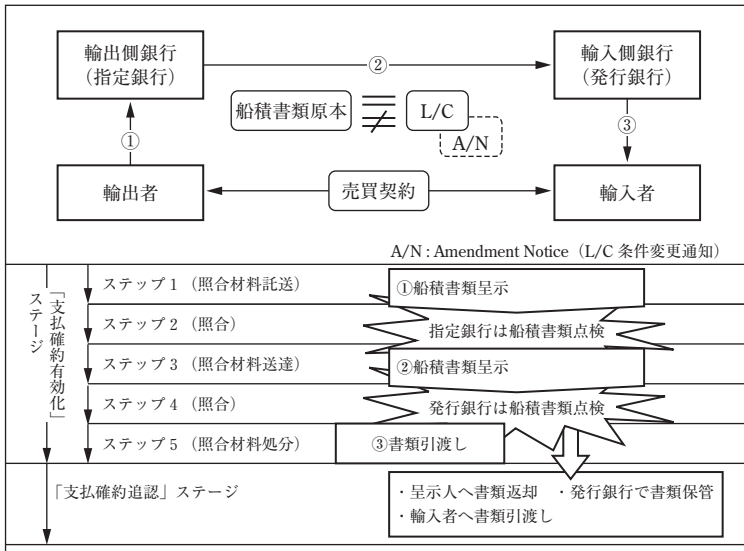 輸出側銀行
（指定銀行）
②
輸入側銀行
（発行銀行）
船積書類原本
L/C
A/N
①
③
輸出者
売買契約
輸入者
A/N : Amendment Notice（L/C 条件変更通知）
「支払確約有効化」
ステージ
ステップ 1 （照合材料託送）
①船積書類呈示
ステップ 2 （照合）
指定銀行は船積書類点検
ステップ 3 （照合材料送達）
②船積書類呈示
ステップ 4 （照合）
発行銀行は船積書類点検
ステップ 5 （照合材料処分）
③書類引渡し
「支払確約追認」ステージ
・呈示人へ書類返却 ・発行銀行で書類保管
・輸入者へ書類引渡し